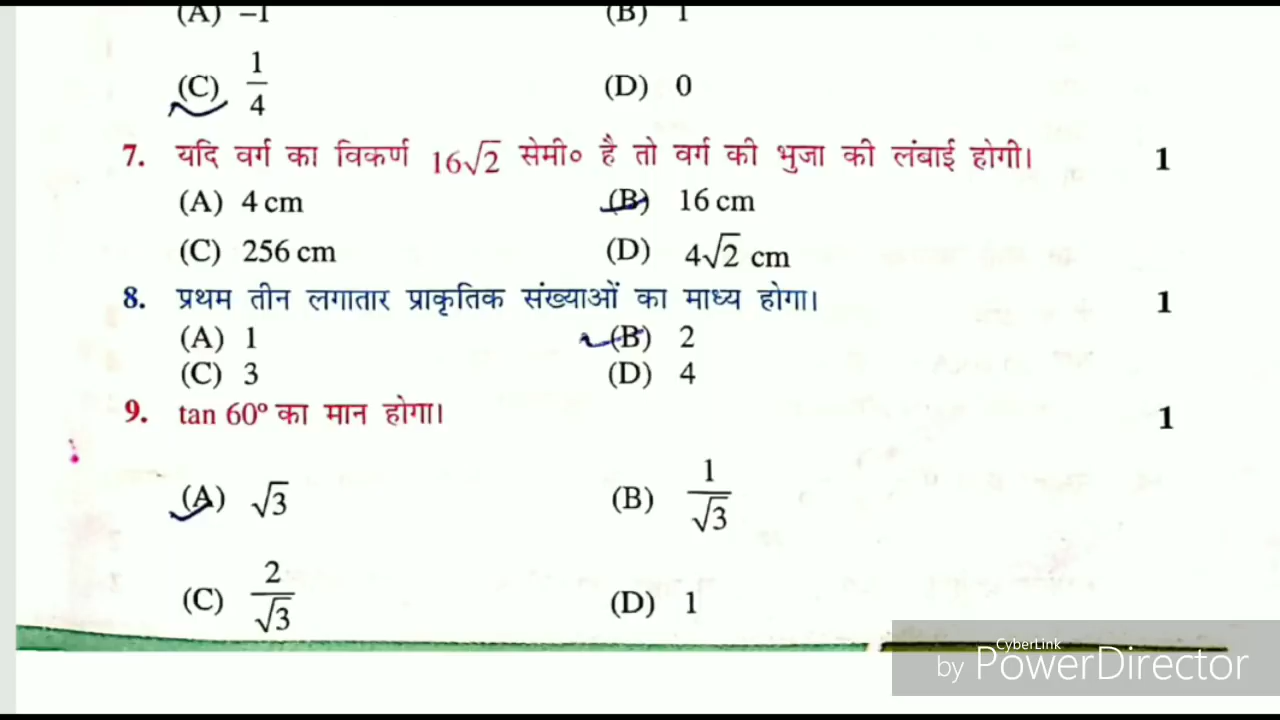 (A) –1 (B) 1
(C) 1/4 (D) 0
7. यदि वर्ग का विकर्ण 16√2 सेमी० है तो वर्ग की भुजा की लंबाई होगी। 1
(A) 4 cm (B) 16 cm
(C) 256 cm (D) 4√2 cm
8. प्रथम तीन लगातार प्राकृतिक संख्याओं का माध्य होगा। 1
(A) 1 (B) 2
(C) 3 (D) 4
9. tan 60° का मान होगा। 1
(A) √3 (B) 1/√3
(C) 2/√3 (D) 1
CyberLink
by PowerDirector